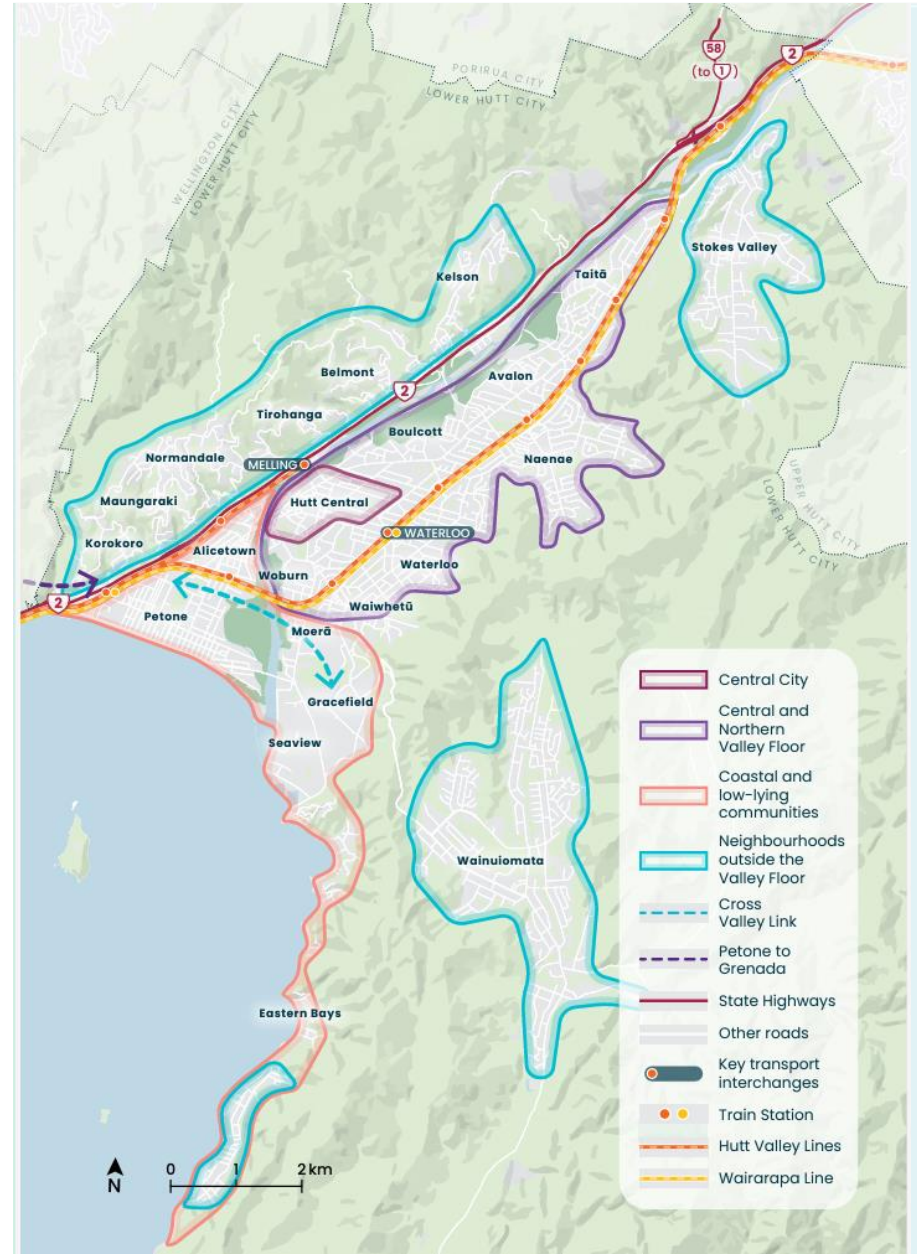 58
(to 1)
2
PORIRUA CITY
LOWER HUTT CITY
WELLINGTON CITY
LOWER HUTT CITY
Stokes Valley
Kelson
Taitā
Belmont
2
Avalon
Tirohanga
Boulcott
Normandale
MELLING
Naenae
Maungaraki
Hutt Central
UPPER HUTT CITY
LOWER HUTT CITY
Korokoro
Alicetown
WATERLOO
Waterloo
Woburn
2
Petone
Waiwhetū
Moerā
Gracefield
Seaview
Wainuiomata
Eastern Bays
Central City
Central and
Northern
Valley Floor
Coastal and
low-lying
communities
Neighbourhoods
outside the
Valley Floor
Cross
Valley Link
Petone to
Grenada
State Highways
Other roads
Key transport
interchanges
Train Station
Hutt Valley Lines
Wairarapa Line
N
0 1 2 km